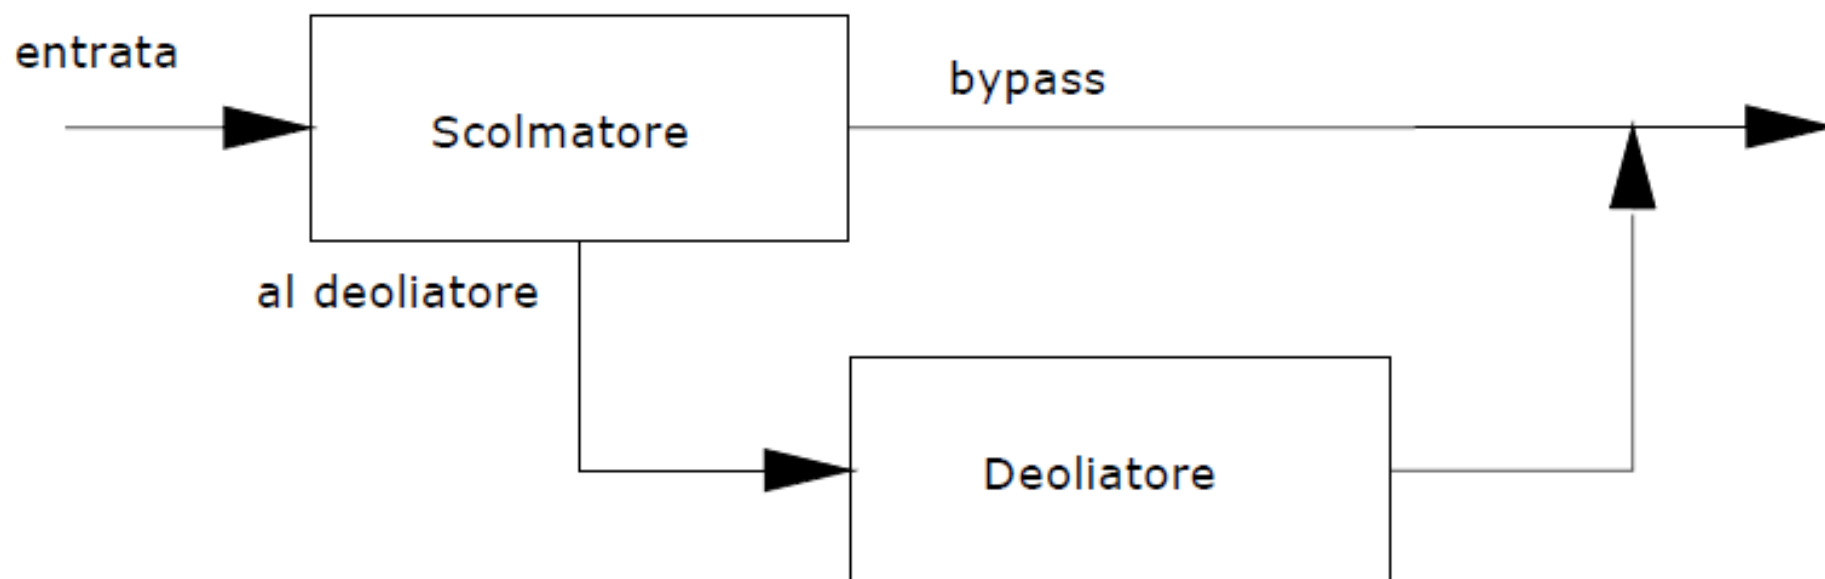 entrata
Scolmatore
bypass
al deoliatore
Deoliatore